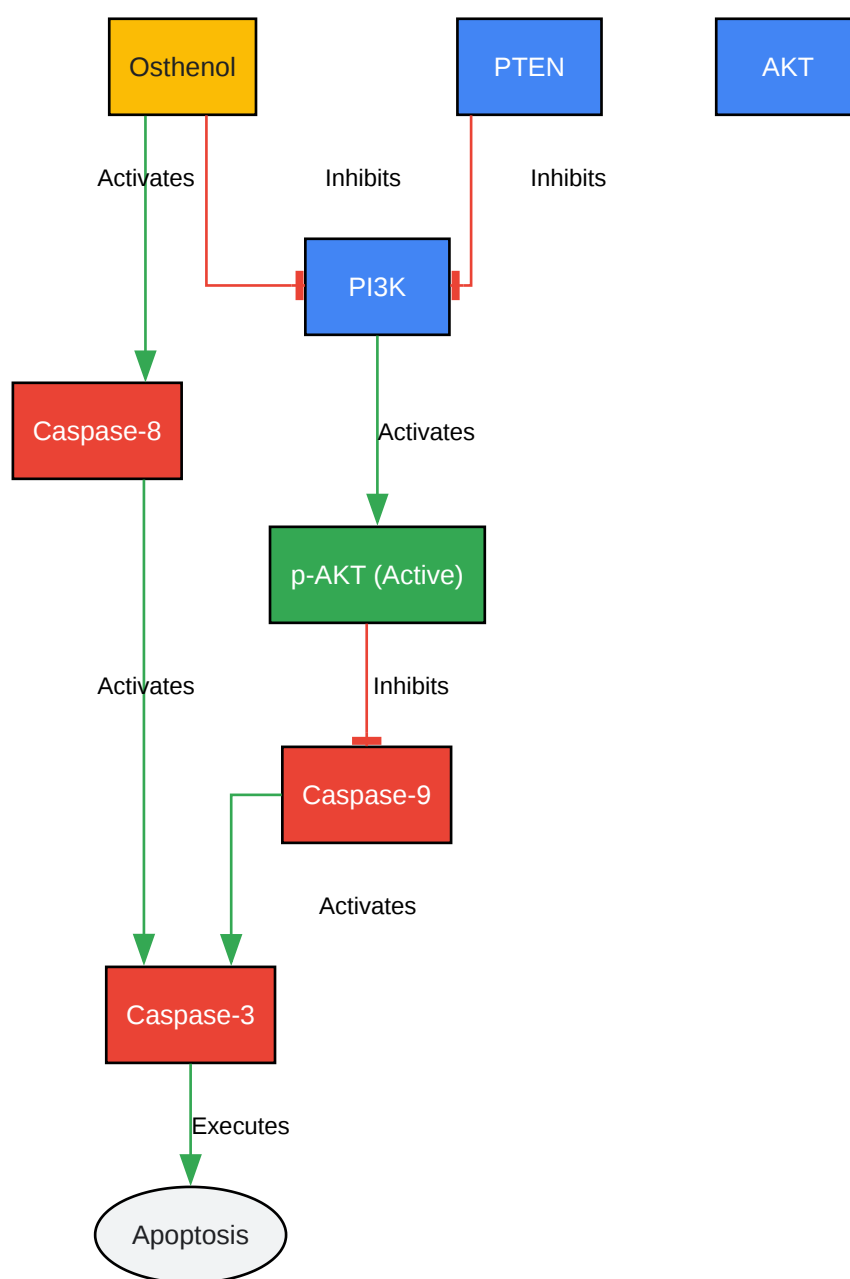 Osthenol
PTEN
AKT
Activates
Inhibits
Inhibits
PI3K
Caspase-8
Activates
p-AKT (Active)
Activates
Inhibits
Caspase-9
Activates
Caspase-3
Executes
Apoptosis